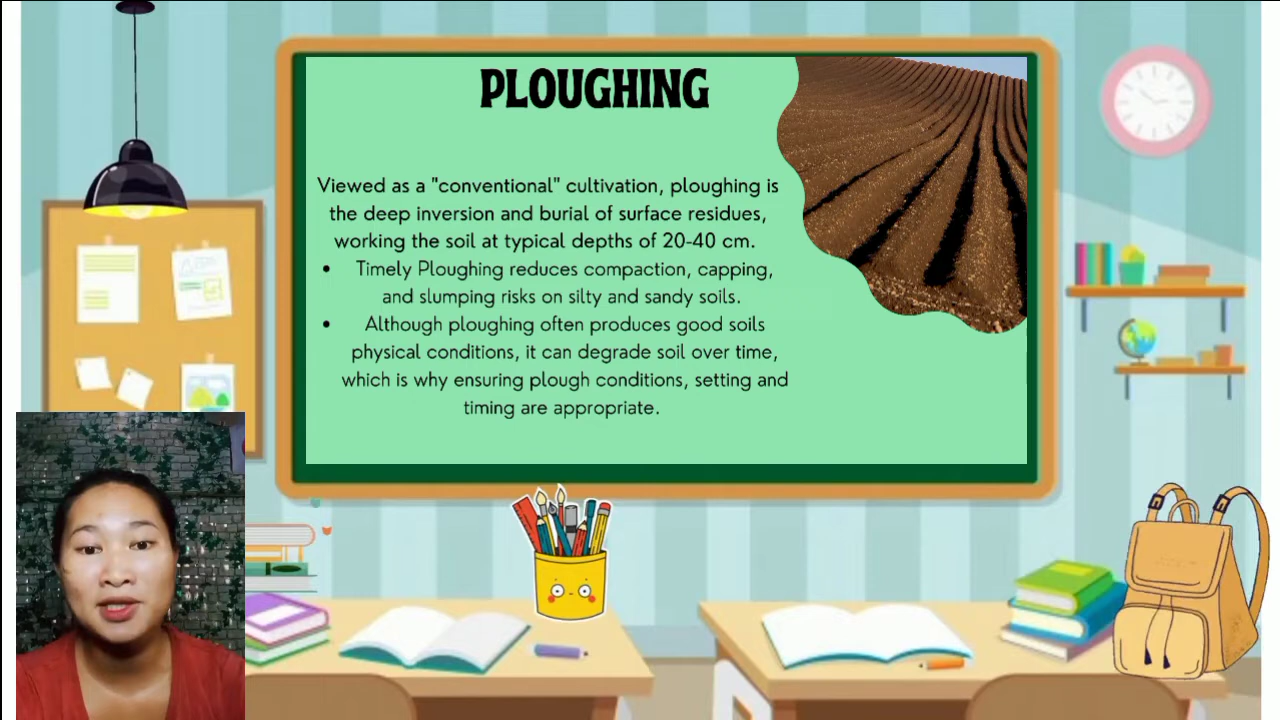 PLOUGHING
Viewed as a "conventional" cultivation, ploughing is
the deep inversion and burial of surface residues,
working the soil at typical depths of 20-40 cm.
• Timely Ploughing reduces compaction, capping,
and slumping risks on silty and sandy soils.
• Although ploughing often produces good soils
physical conditions, it can degrade soil over time,
which is why ensuring plough conditions, setting and
timing are appropriate.